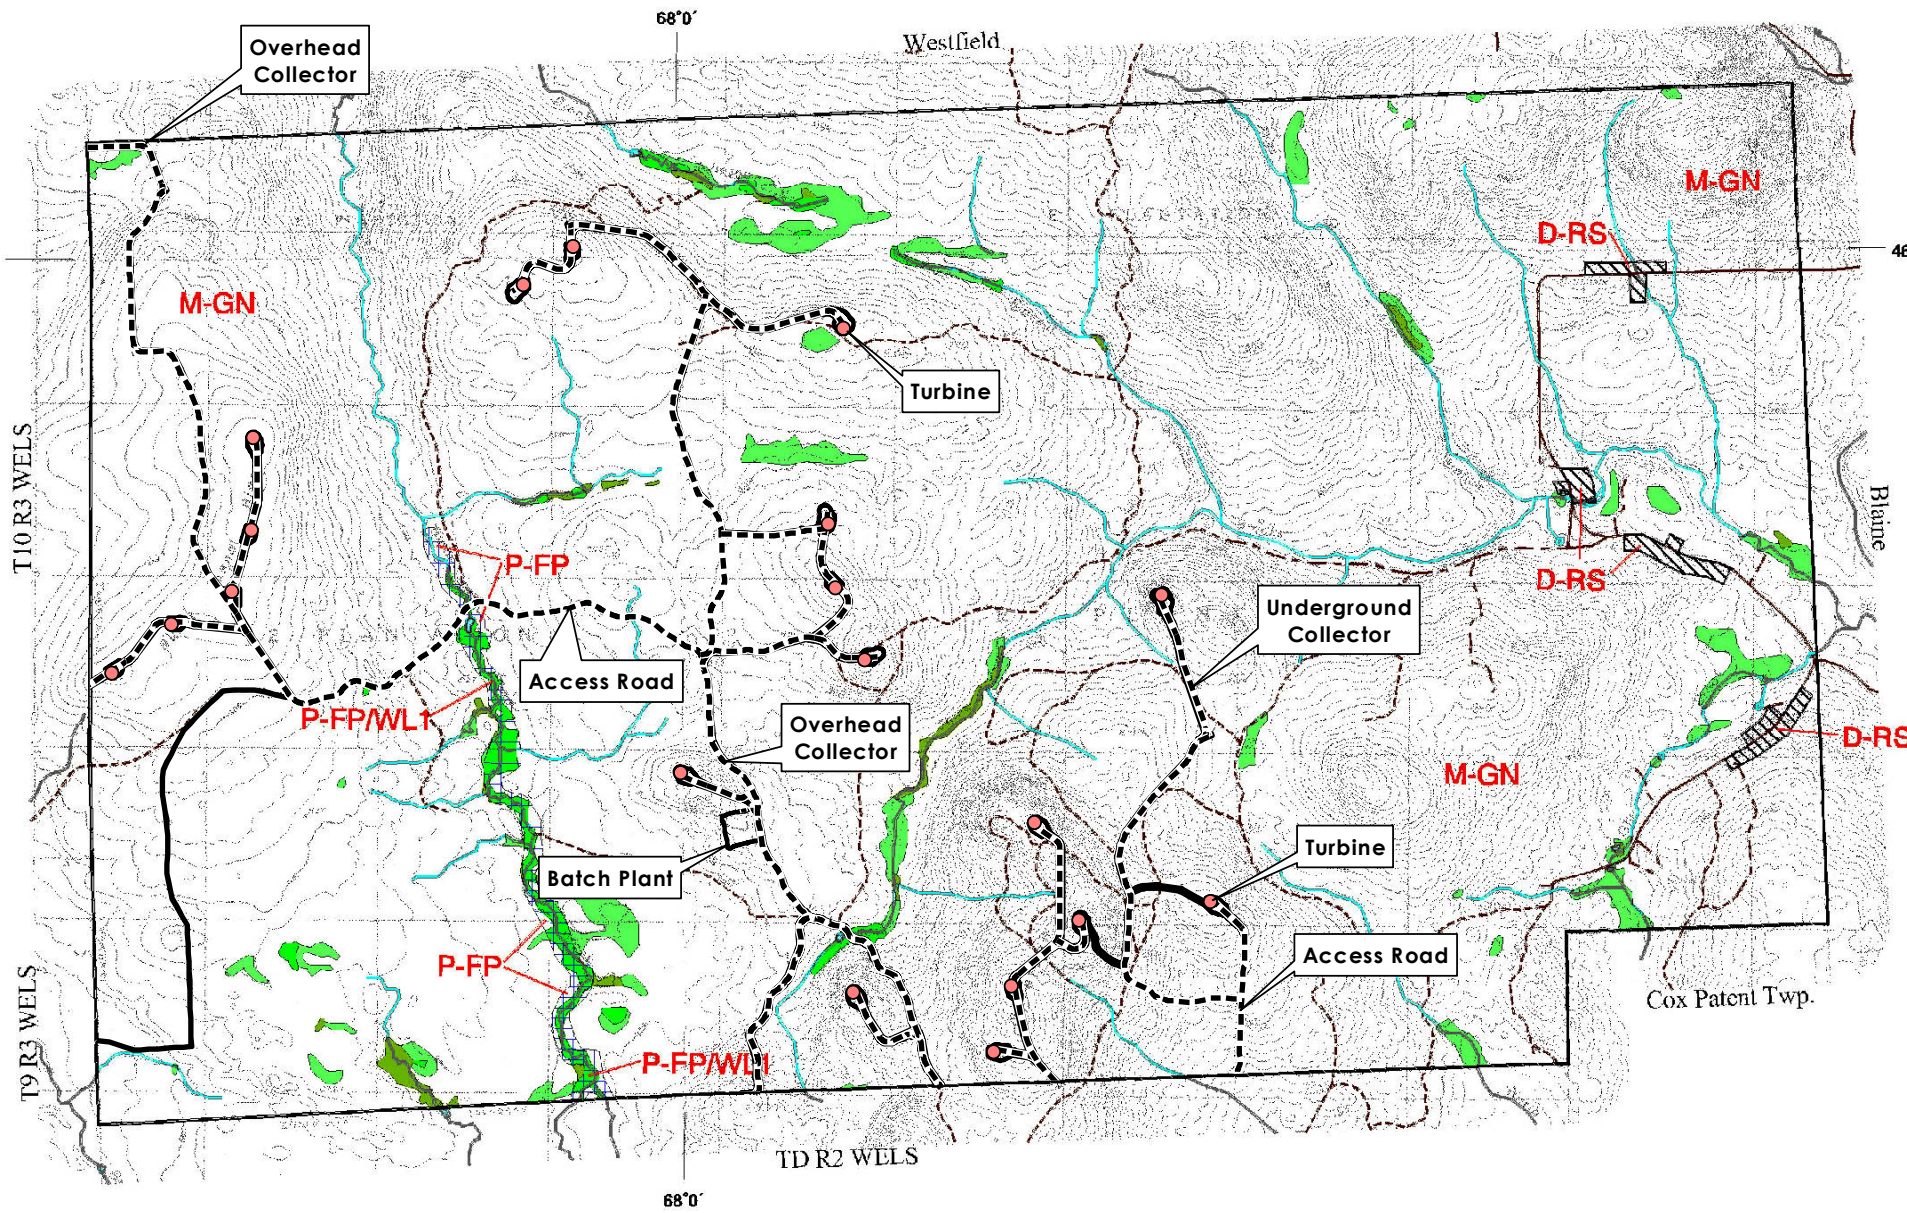 68°0´
Westfield
Overhead
Collector
M-GN
D-RS
46
M-GN
Turbine
T10 R3 WELS
Blaine
P-FP
D-RS
Underground
Collector
Access Road
P-FP/WL1
Overhead
Collector
D-RS
M-GN
Turbine
Batch Plant
Access Road
P-FP
Cox Patent Twp.
T9 R3 WELS
P-FP/WL1
TD R2 WELS
68°0´